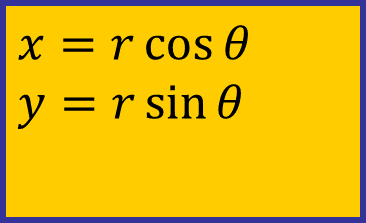 x = r cos θ
y = r sin θ